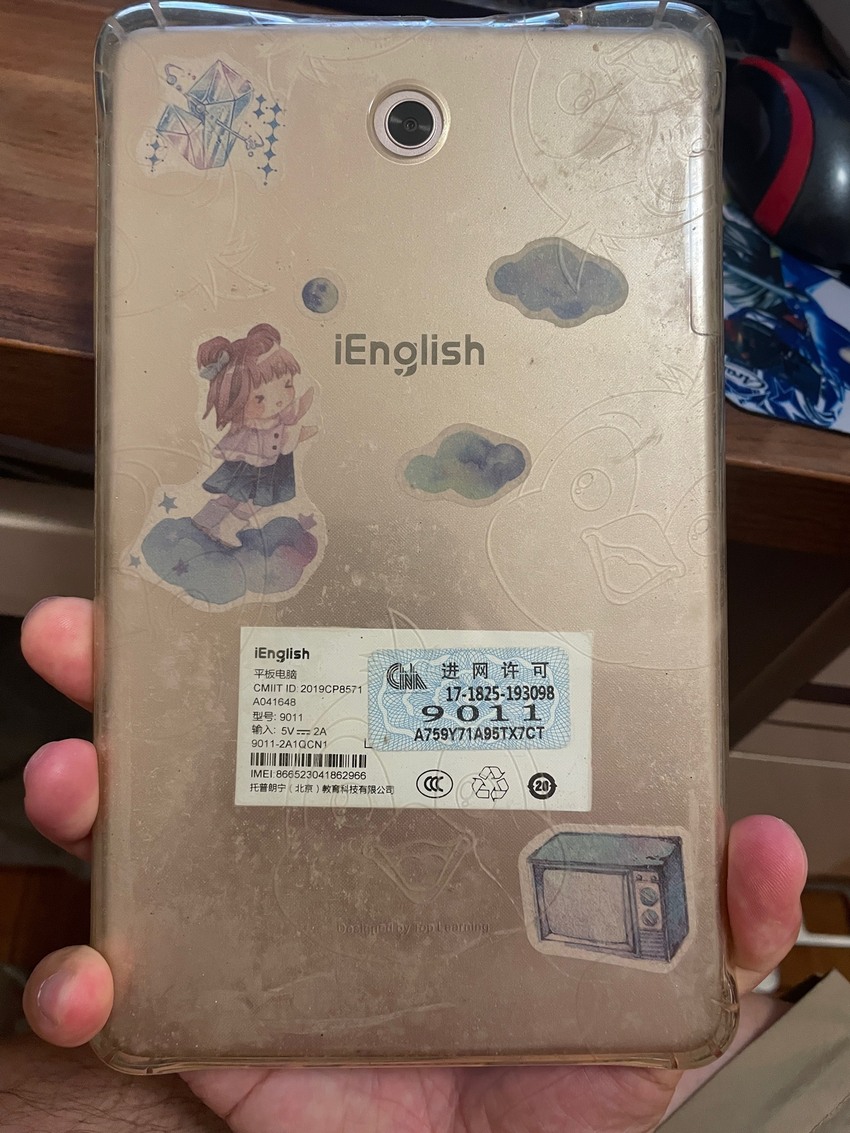 iEnglish
iEnglish
平板电脑
CMIIT ID: 2019CP8571
A041648
型号: 9011
输入: 5V⎓2A
9011-2A1QCN1
IMEI:866523041862966
托普朗宁（北京）教育科技有限公司
CNA 进网许可
17-1825-193098
9011
A759Y71A95TX7CT
CCC
20
Designed by Top Learning